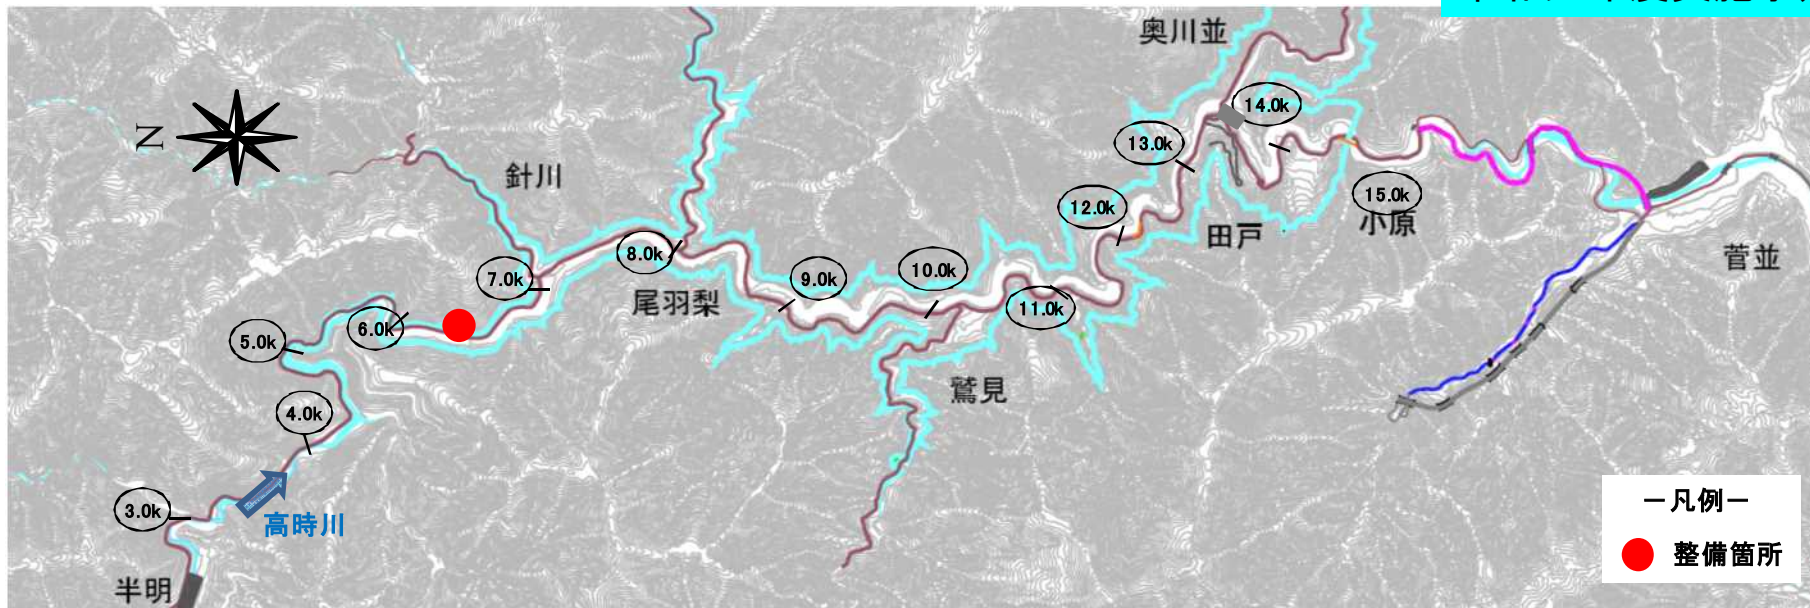 奥川並
14.0k
N
13.0k
針川
15.0k
12.0k
小原
田戸
8.0k
菅並
7.0k
9.0k
10.0k
尾羽梨
11.0k
6.0k
5.0k
鷲見
4.0k
3.0k
高時川
半明
－凡例－
整備箇所